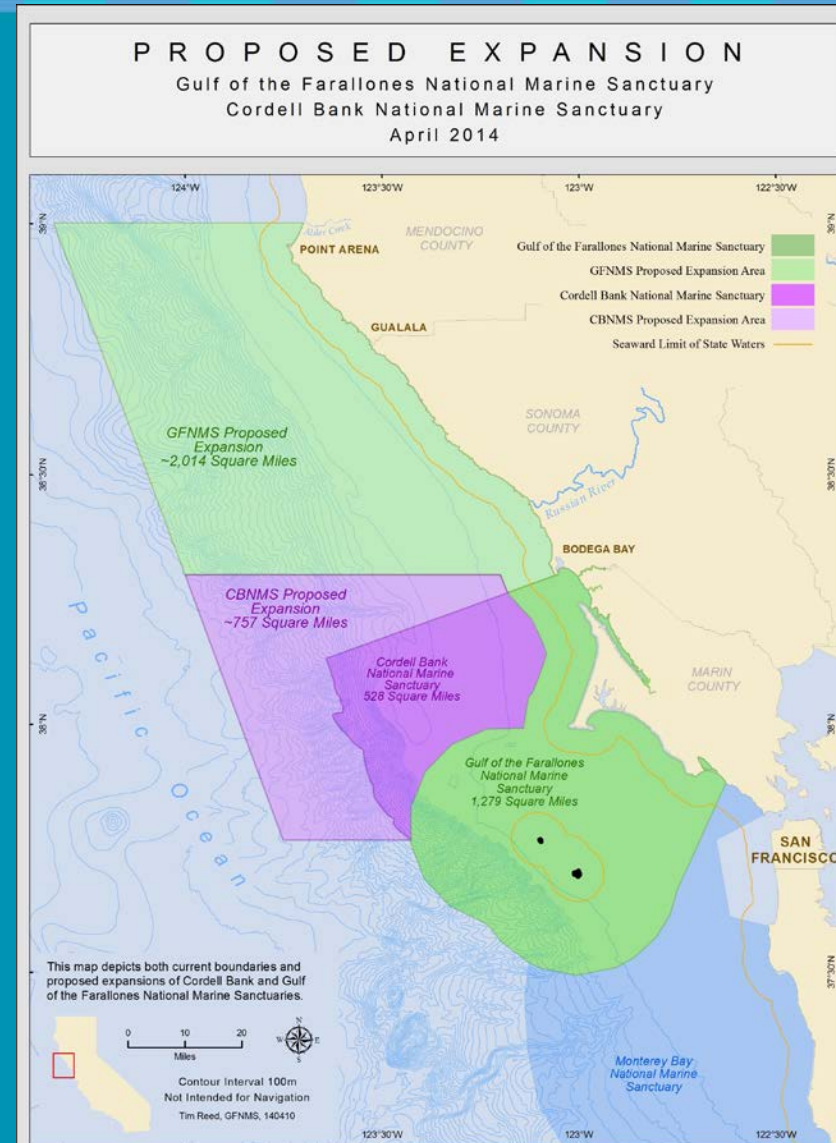 PROPOSED EXPANSION
Gulf of the Farallones National Marine Sanctuary
Cordell Bank National Marine Sanctuary
April 2014
124°W
123°30'W
123°W
122°30'W
39°N
39°N
Alder Creek
MENDOCINO
COUNTY
POINT ARENA
Gulf of the Farallones National Marine Sanctuary
GFNMS Proposed Expansion Area
Cordell Bank National Marine Sanctuary
CBNMS Proposed Expansion Area
Seaward Limit of State Waters
GUALALA
SONOMA
COUNTY
GFNMS Proposed
Expansion
~2,014 Square Miles
38°30'N
38°30'N
Russian River
BODEGA BAY
CBNMS Proposed
Expansion
~757 Square Miles
Cordell Bank
National Marine
Sanctuary
528 Square Miles
MARIN
COUNTY
Pacific Ocean
38°N
38°N
Gulf of the Farallones
National Marine
Sanctuary
1,279 Square Miles
SAN
FRANCISCO
This map depicts both current boundaries and
proposed expansions of Cordell Bank and Gulf
of the Farallones National Marine Sanctuaries.
37°30'N
0 10 20
Miles
N
W E
S
Contour Interval 100m
Not Intended for Navigation
Tim Reed, GFNMS, 140410
Monterey Bay
National Marine
Sanctuary
123°30'W
123°W
122°30'W